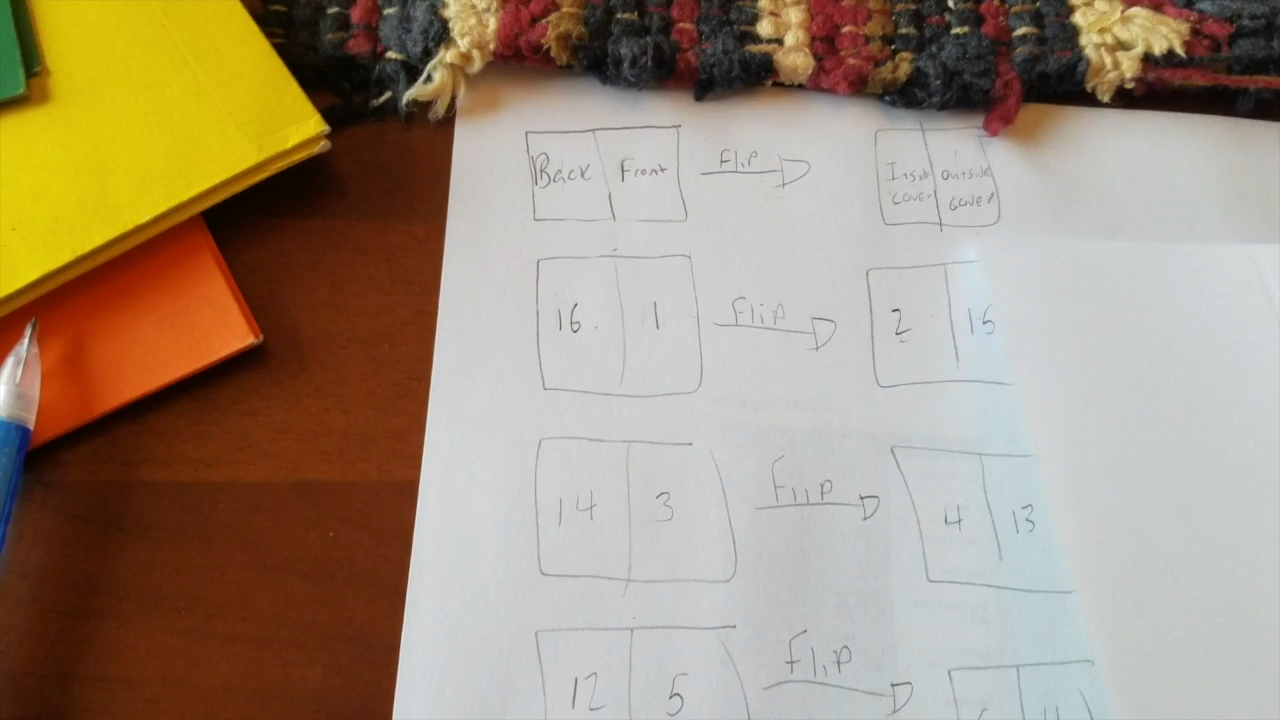 Back Front Flip Inside outside
cover cover
16 1 Flip 2 15
14 3 Flip 4 13
12 5 Flip
11